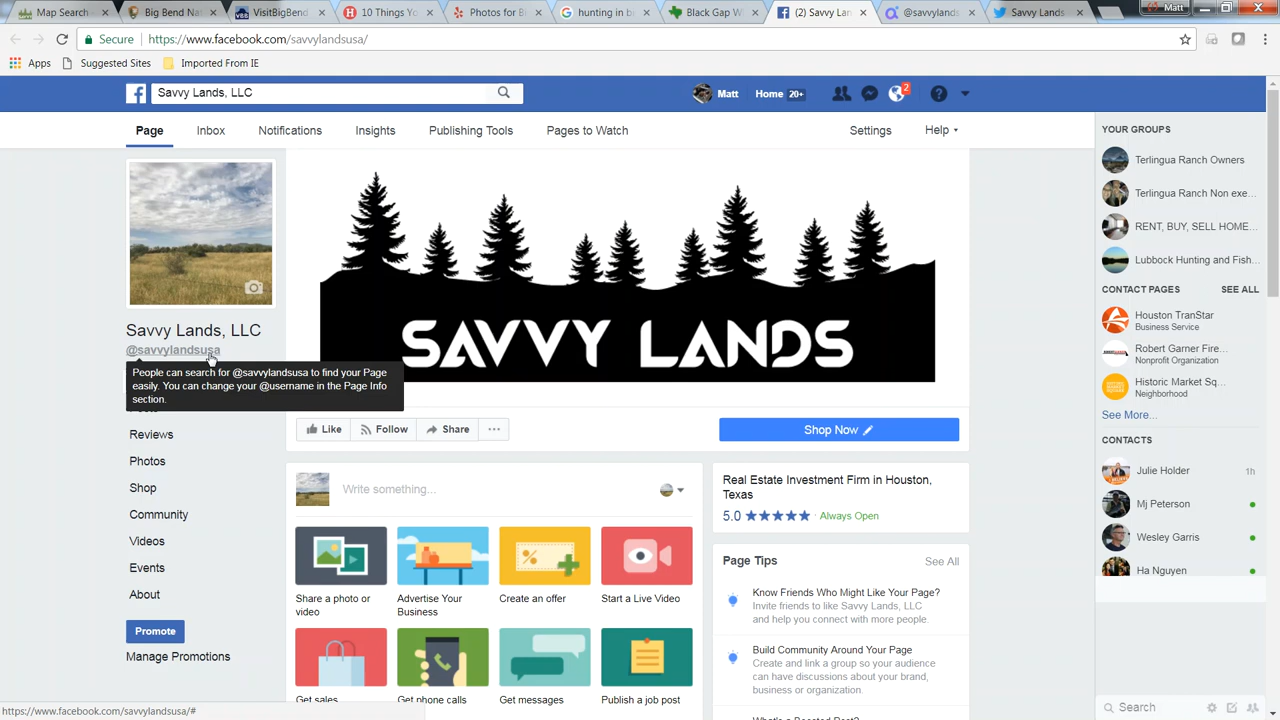 Map Search
Big Bend Na
VisitBigBend
10 Things Yo
Photos for B
hunting in b
Black Gap W
(2) Savvy Lan
@savvylands
Savvy Lands
Matt
Secure
https://www.facebook.com/savvylandsusa/
Apps
Suggested Sites
Imported From IE
Savvy Lands, LLC
Matt
Home 20+
2
Page
Inbox
Notifications
Insights
Publishing Tools
Pages to Watch
Settings
Help
SAVVY LANDS
Savvy Lands, LLC
@savvylandsusa
People can search for @savvylandsusa to find your Page
easily. You can change your @username in the Page Info
section.
Reviews
Photos
Shop
Community
Videos
Events
About
Promote
Manage Promotions
Like
Follow
Share
...
Shop Now
Write something...
Share a photo or
video
Advertise Your
Business
Create an offer
Start a Live Video
Get sales
Get phone calls
Get messages
Publish a job post
Real Estate Investment Firm in Houston,
Texas
5.0 ★★★★★ · Always Open
Page Tips
See All
Know Friends Who Might Like Your Page?
Invite friends to like Savvy Lands, LLC
and help you connect with more people.
Build Community Around Your Page
Create and link a group so your audience
can have discussions about your brand,
business or organization.
What's a Boosted Post?
YOUR GROUPS
Terlingua Ranch Owners
Terlingua Ranch Non exe...
RENT, BUY, SELL HOME...
Lubbock Hunting and Fish...
CONTACT PAGES
SEE ALL
Houston TranStar
Business Service
Robert Garner Fire...
Nonprofit Organization
Historic Market Sq...
Neighborhood
See More...
CONTACTS
Julie Holder
1h
Mj Peterson
Wesley Garris
Ha Nguyen
Search
https://www.facebook.com/savvylandsusa/#